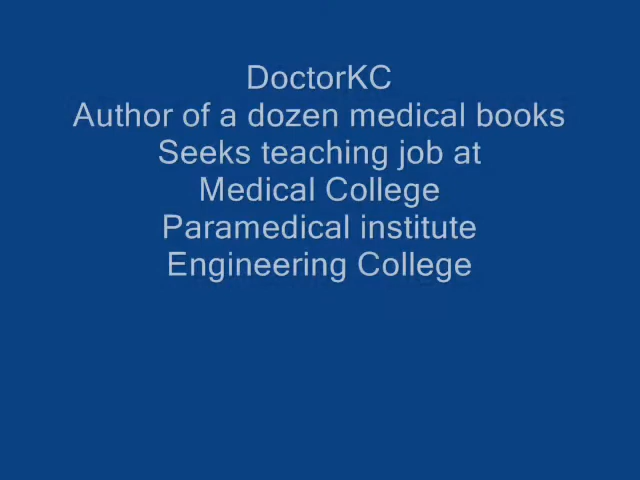 DoctorKC
Author of a dozen medical books
Seeks teaching job at
Medical College
Paramedical institute
Engineering College